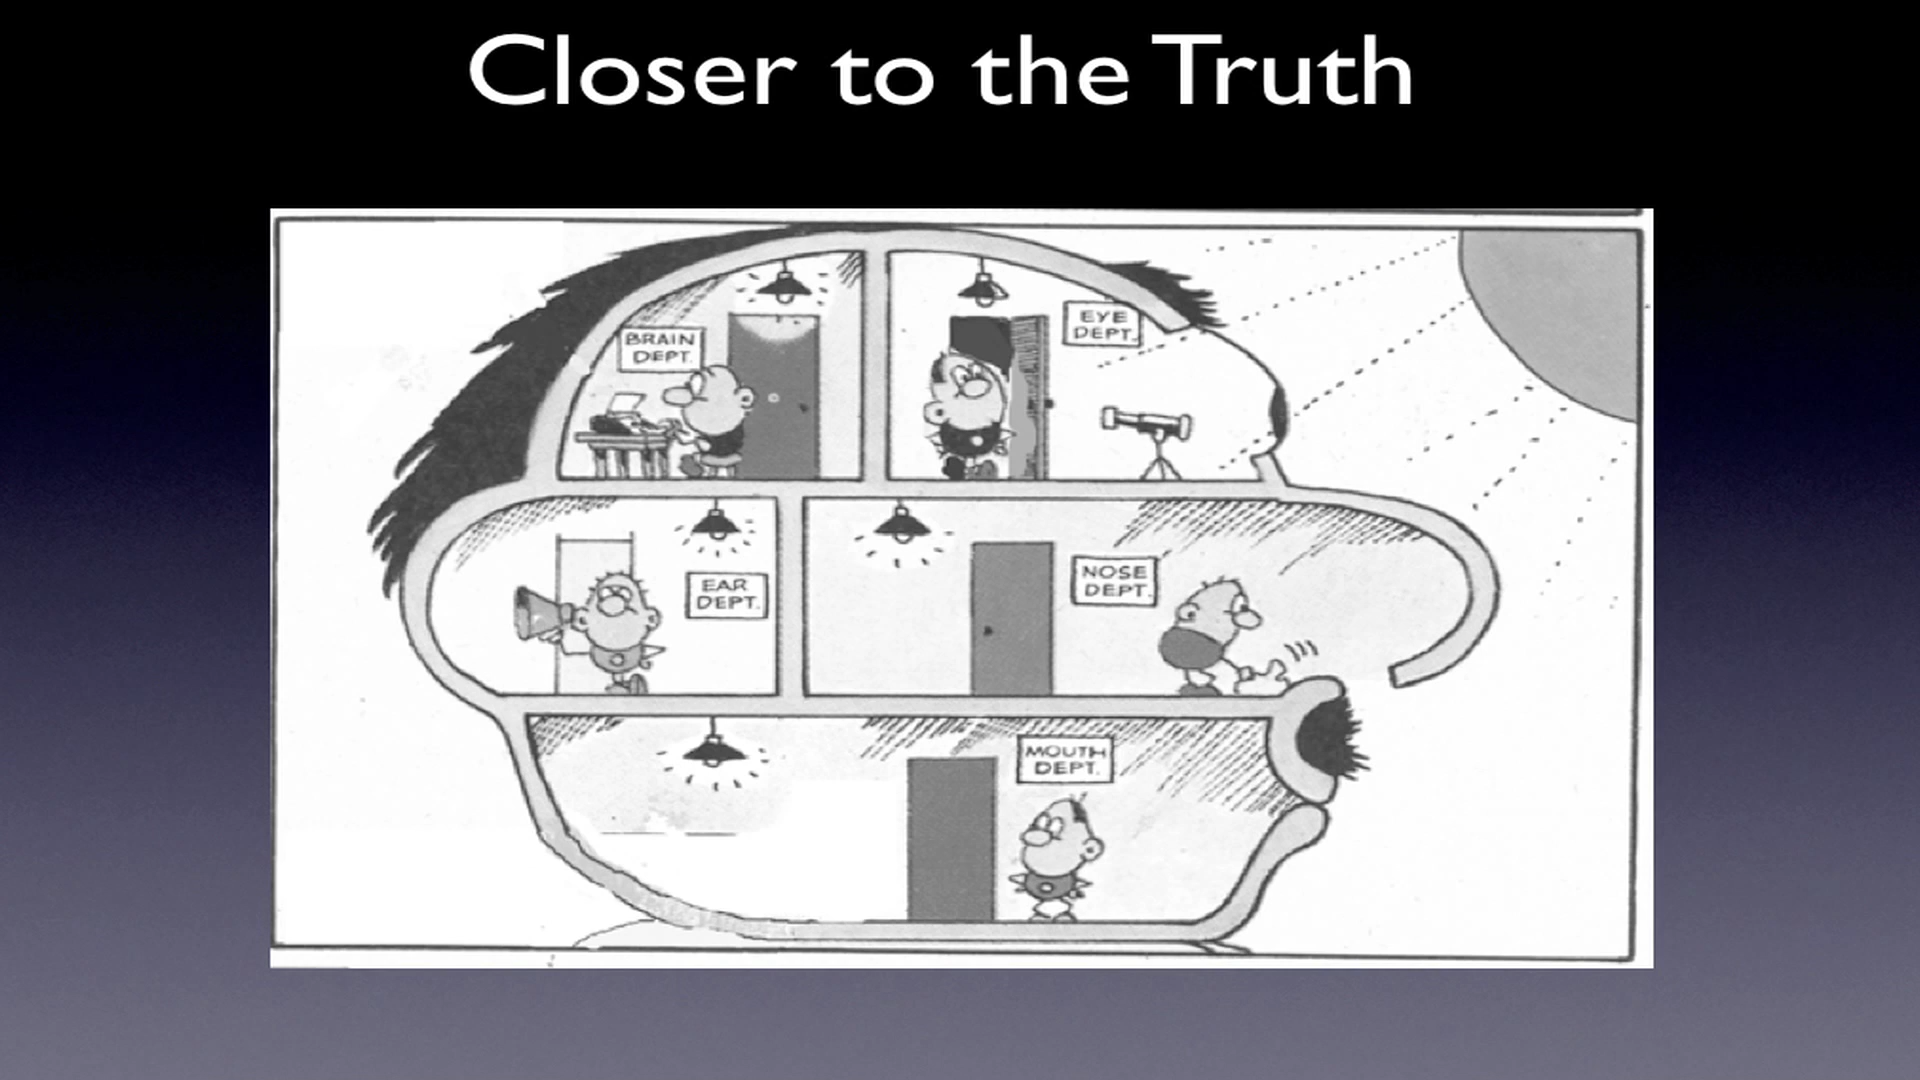 Closer to the Truth
BRAIN
DEPT.
EYE
DEPT.
EAR
DEPT.
NOSE
DEPT.
MOUTH
DEPT.